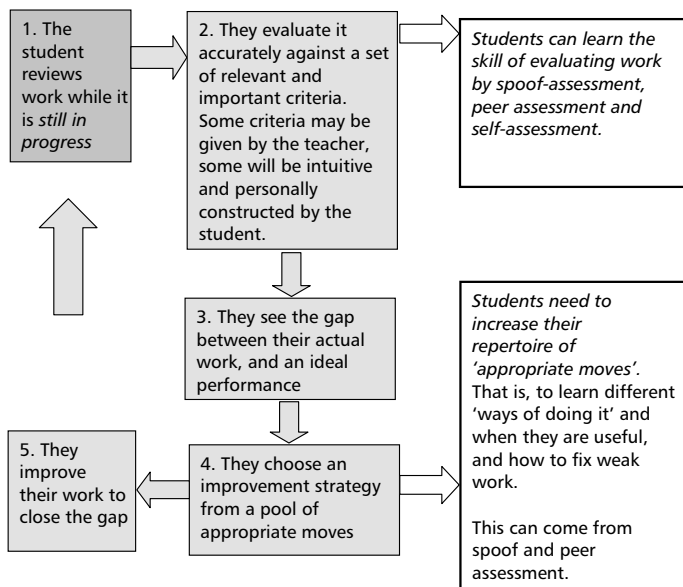 1. The
student
reviews
work while it
is still in
progress
2. They evaluate it
accurately against a set
of relevant and
important criteria.
Some criteria may be
given by the teacher,
some will be intuitive
and personally
constructed by the
student.
Students can learn the
skill of evaluating work
by spoof-assessment,
peer assessment and
self-assessment.
3. They see the gap
between their actual
work, and an ideal
performance
4. They choose an
improvement strategy
from a pool of
appropriate moves
Students need to
increase their
repertoire of
‘appropriate moves’.
That is, to learn different
‘ways of doing it’ and
when they are useful,
and how to fix weak
work.
This can come from
spoof and peer
assessment.
5. They
improve
their work to
close the gap